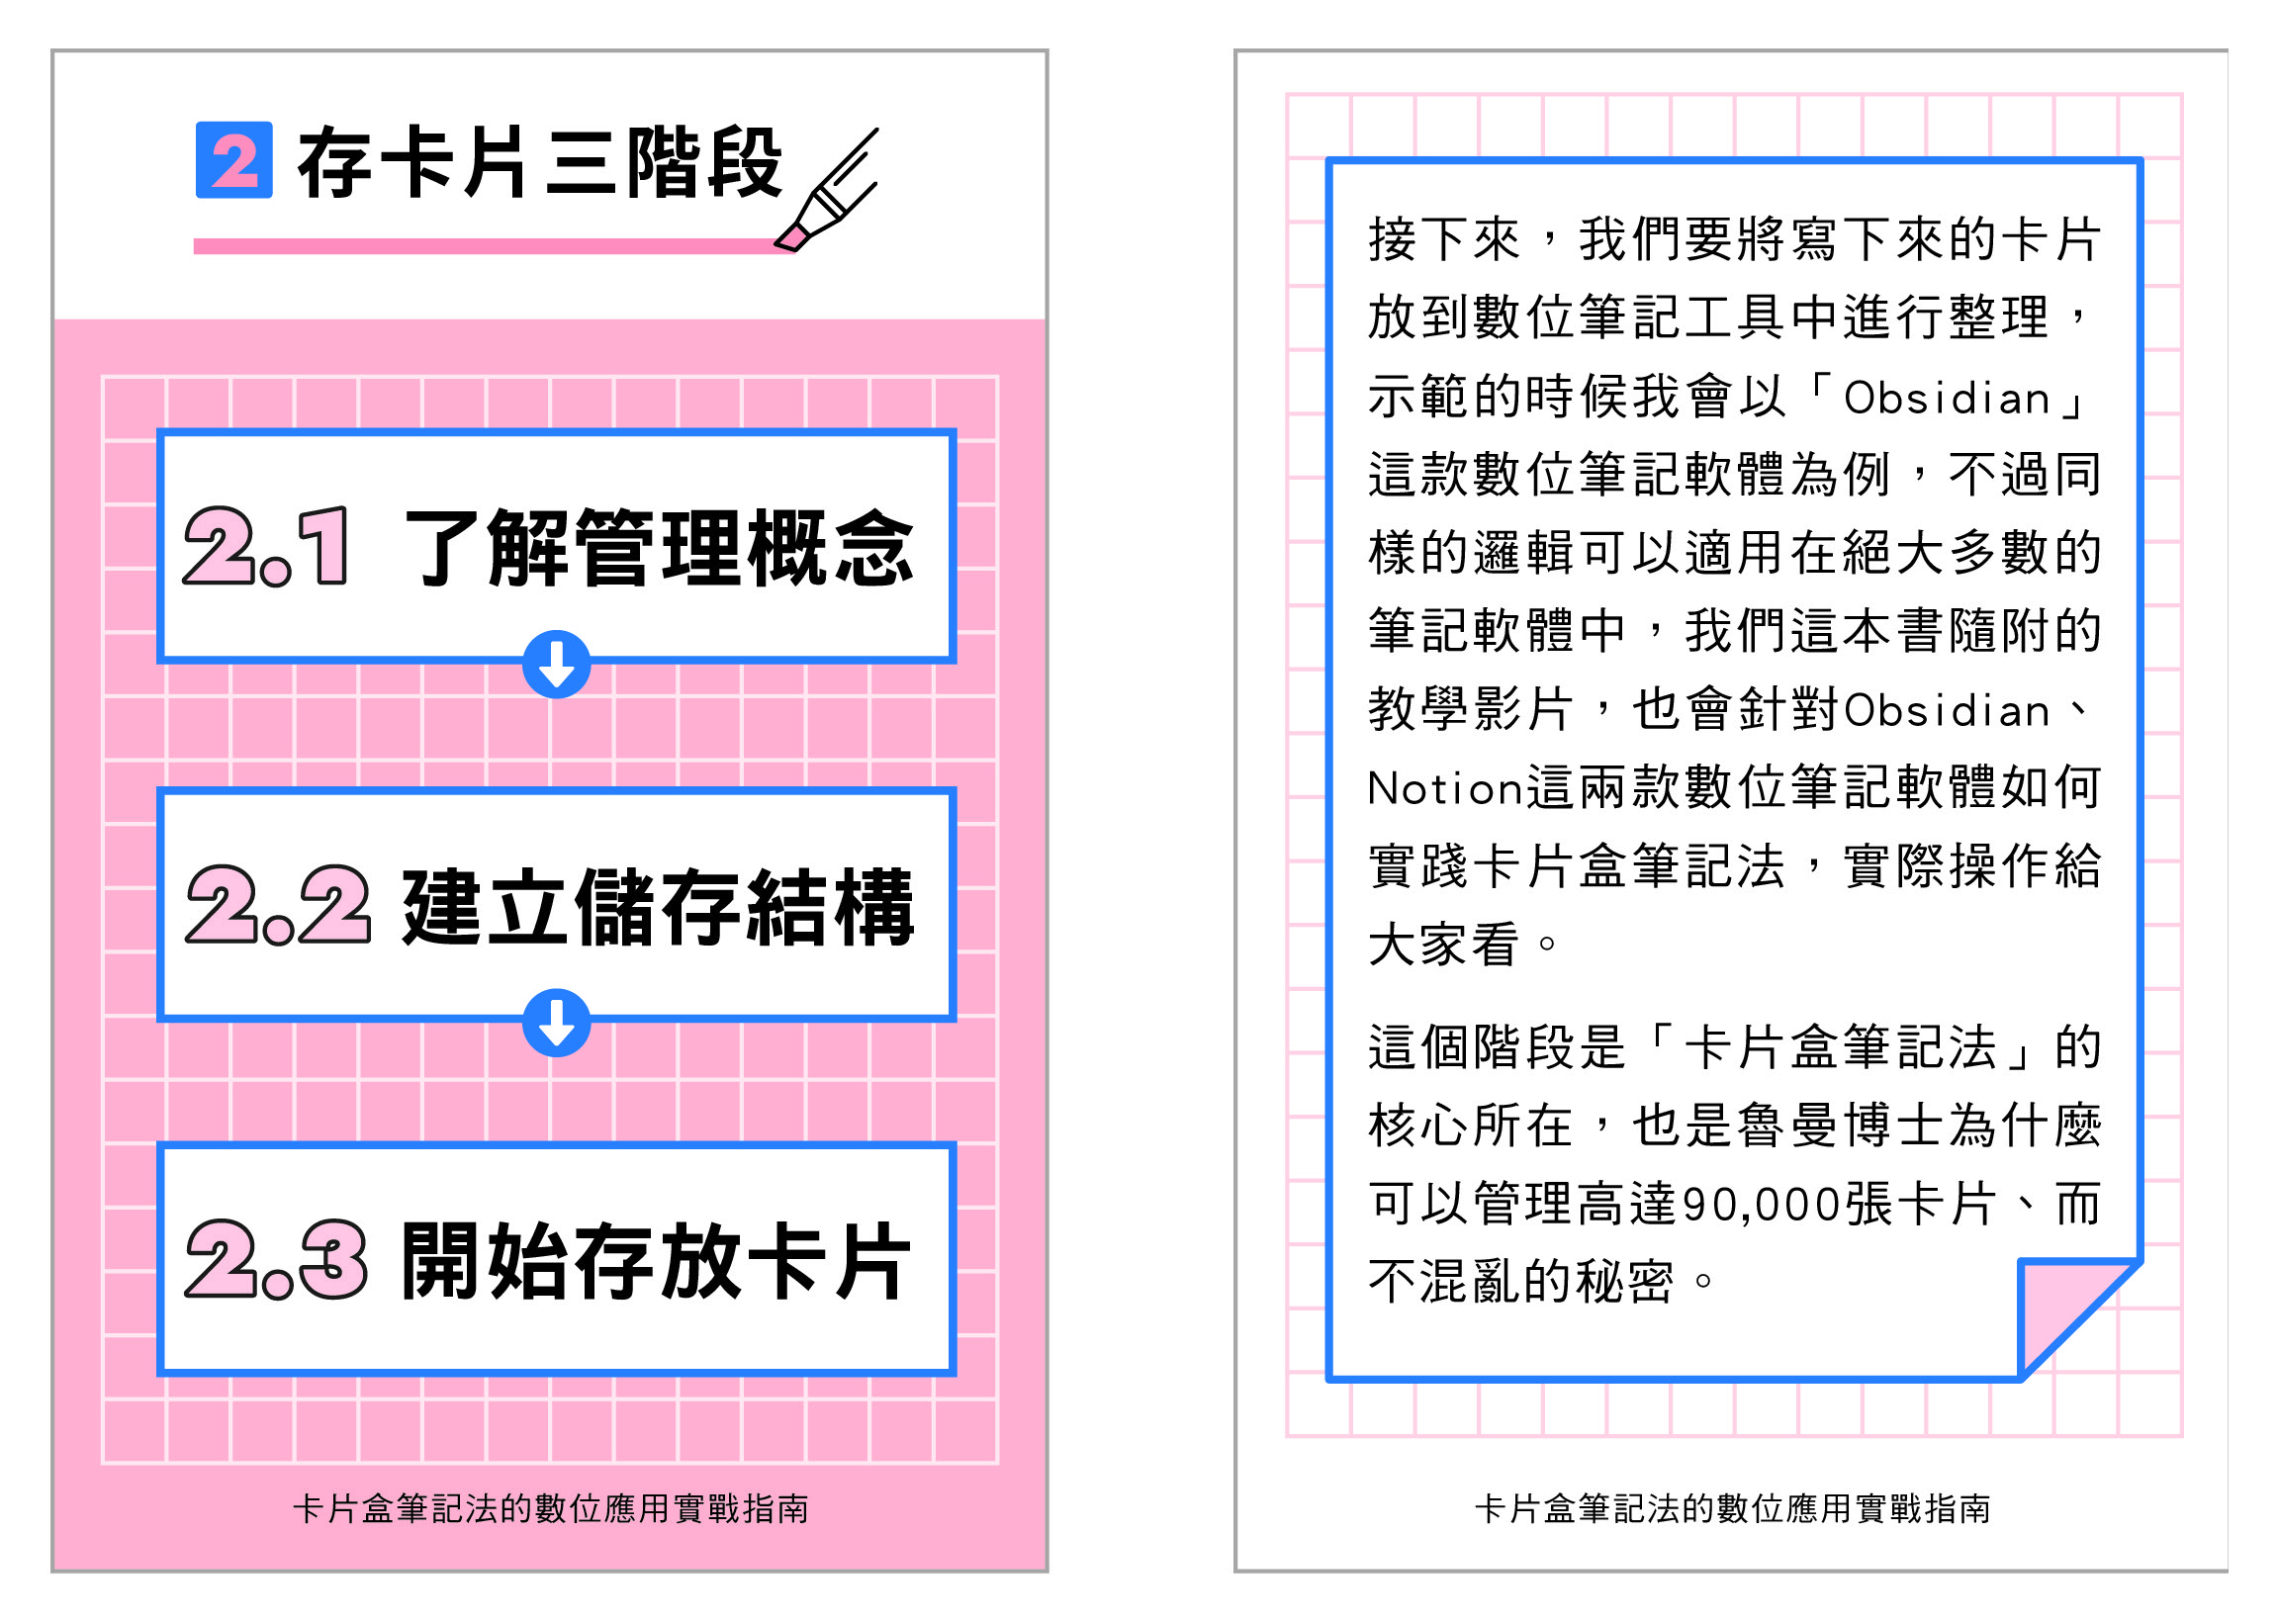 2 存卡片三階段
2.1 了解管理概念
2.2 建立儲存結構
2.3 開始存放卡片
卡片盒筆記法的數位應用實戰指南
接下來，我們要將寫下來的卡片
放到數位筆記工具中進行整理，
示範的時候我會以「Obsidian」
這款數位筆記軟體為例，不過同
樣的邏輯可以適用在絕大多數的
筆記軟體中，我們這本書隨附的
教學影片，也會針對Obsidian、
Notion這兩款數位筆記軟體如何
實踐卡片盒筆記法，實際操作給
大家看。
這個階段是「卡片盒筆記法」的
核心所在，也是魯曼博士為什麼
可以管理高達90,000張卡片、而
不混亂的秘密。
卡片盒筆記法的數位應用實戰指南